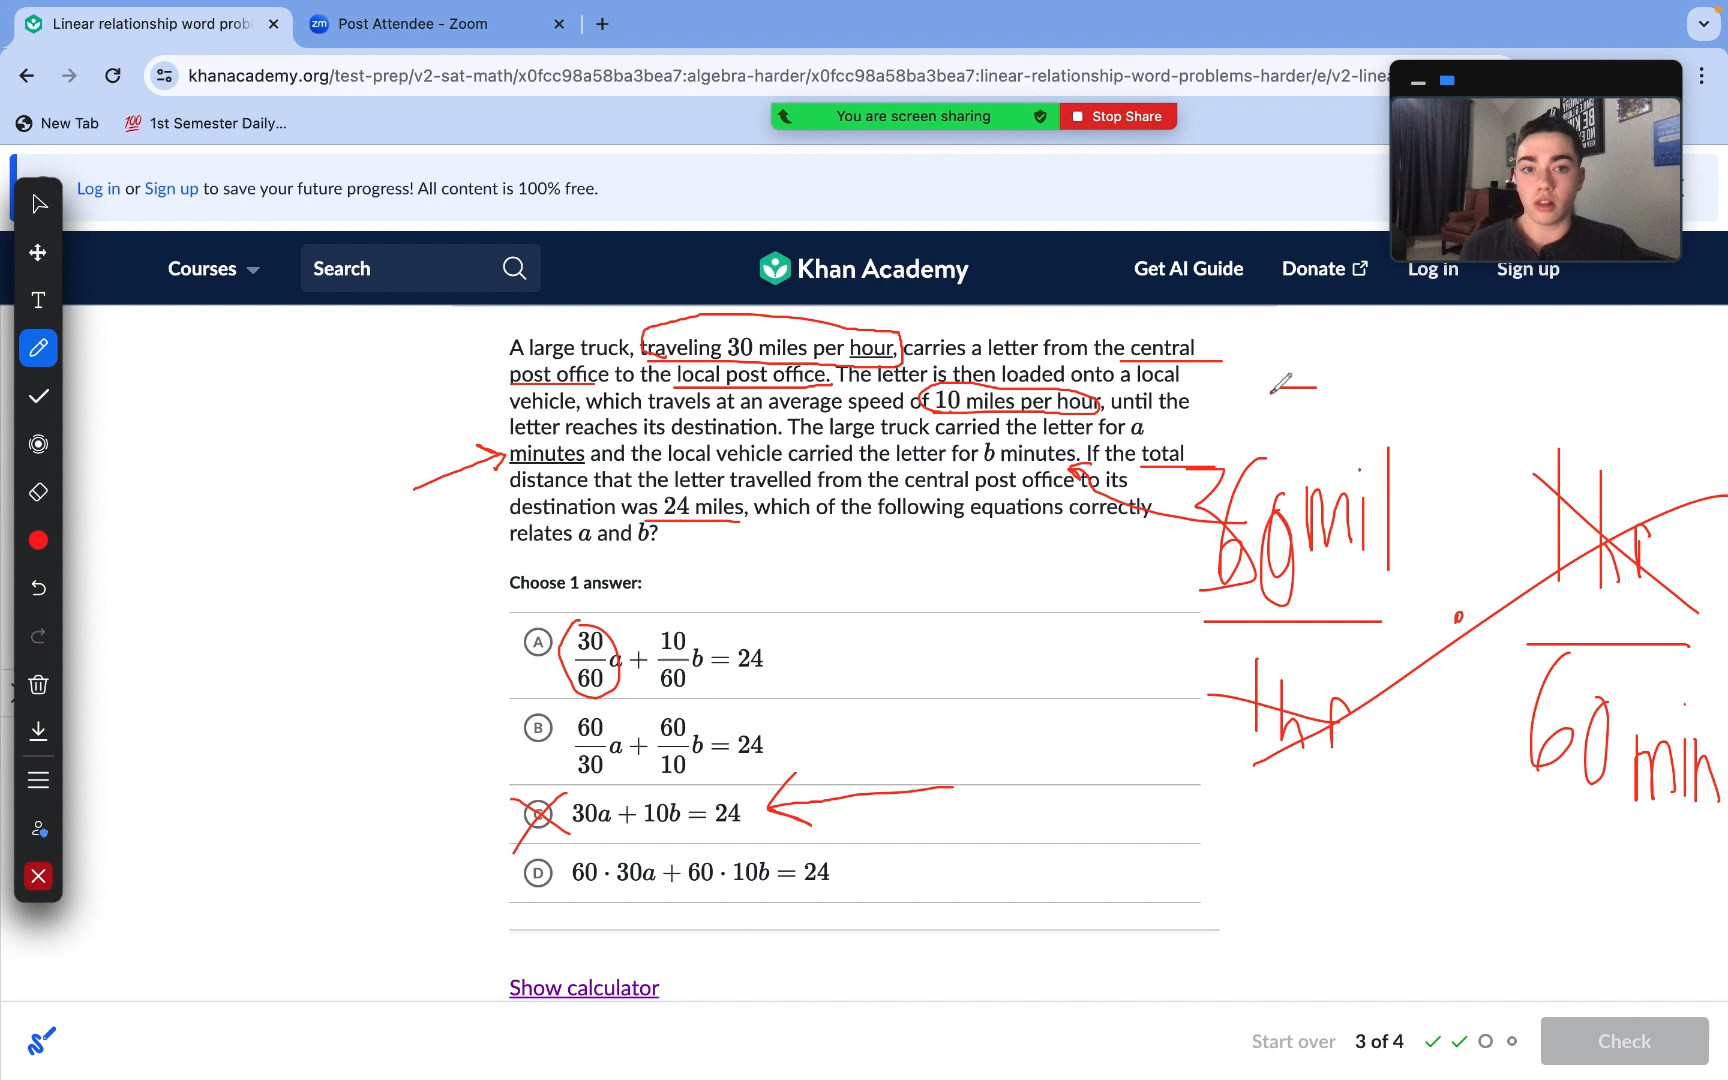 Linear relationship word prob
Post Attendee - Zoom
khanacademy.org/test-prep/v2-sat-math/x0fcc98a58ba3bea7:algebra-harder/x0fcc98a58ba3bea7:linear-relationship-word-problems-harder/e/v2-linea
New Tab
💯 1st Semester Daily...
You are screen sharing
Stop Share
Log in or Sign up to save your future progress! All content is 100% free.
Courses
Search
Khan Academy
Get AI Guide
Donate
Log in
Sign up
A large truck, traveling 30 miles per hour, carries a letter from the central
post office to the local post office. The letter is then loaded onto a local
vehicle, which travels at an average speed of 10 miles per hour, until the
letter reaches its destination. The large truck carried the letter for a
minutes and the local vehicle carried the letter for b minutes. If the total
distance that the letter travelled from the central post office to its
destination was 24 miles, which of the following equations correctly
relates a and b?
Choose 1 answer:
A 30/60 a + 10/60 b = 24
B 60/30 a + 60/10 b = 24
C 30a + 10b = 24
D 60 · 30a + 60 · 10b = 24
mil
1hr
1hr
60 min
Show calculator
Start over
3 of 4
Check